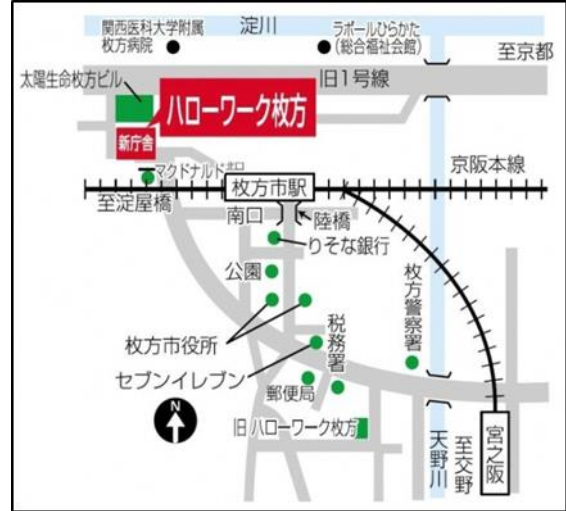 関西医科大学附属
枚方病院
淀川
ラポールひらかた
(総合福祉会館)
至京都
太陽生命枚方ビル
旧1号線
ハローワーク枚方
新庁舎
マクドナルド
京阪本線
枚方市駅
至淀屋橋
南口
陸橋
りそな銀行
公園
枚方警察署
税務署
枚方市役所
セブンイレブン
郵便局
N
旧 ハローワーク枚方
天野川
至交野
宮之阪